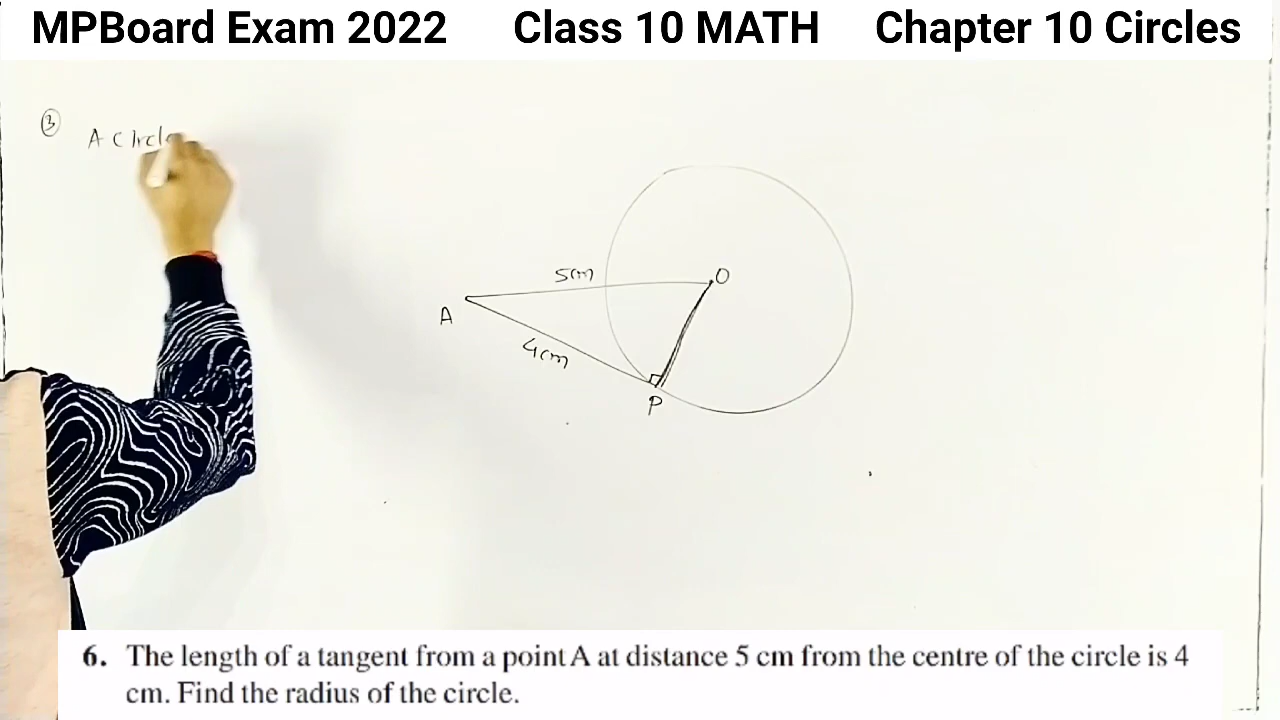 MPBoard Exam 2022 Class 10 MATH Chapter 10 Circles
③
A Circle
5cm
O
A
4cm
P
6. The length of a tangent from a point A at distance 5 cm from the centre of the circle is 4
cm. Find the radius of the circle.